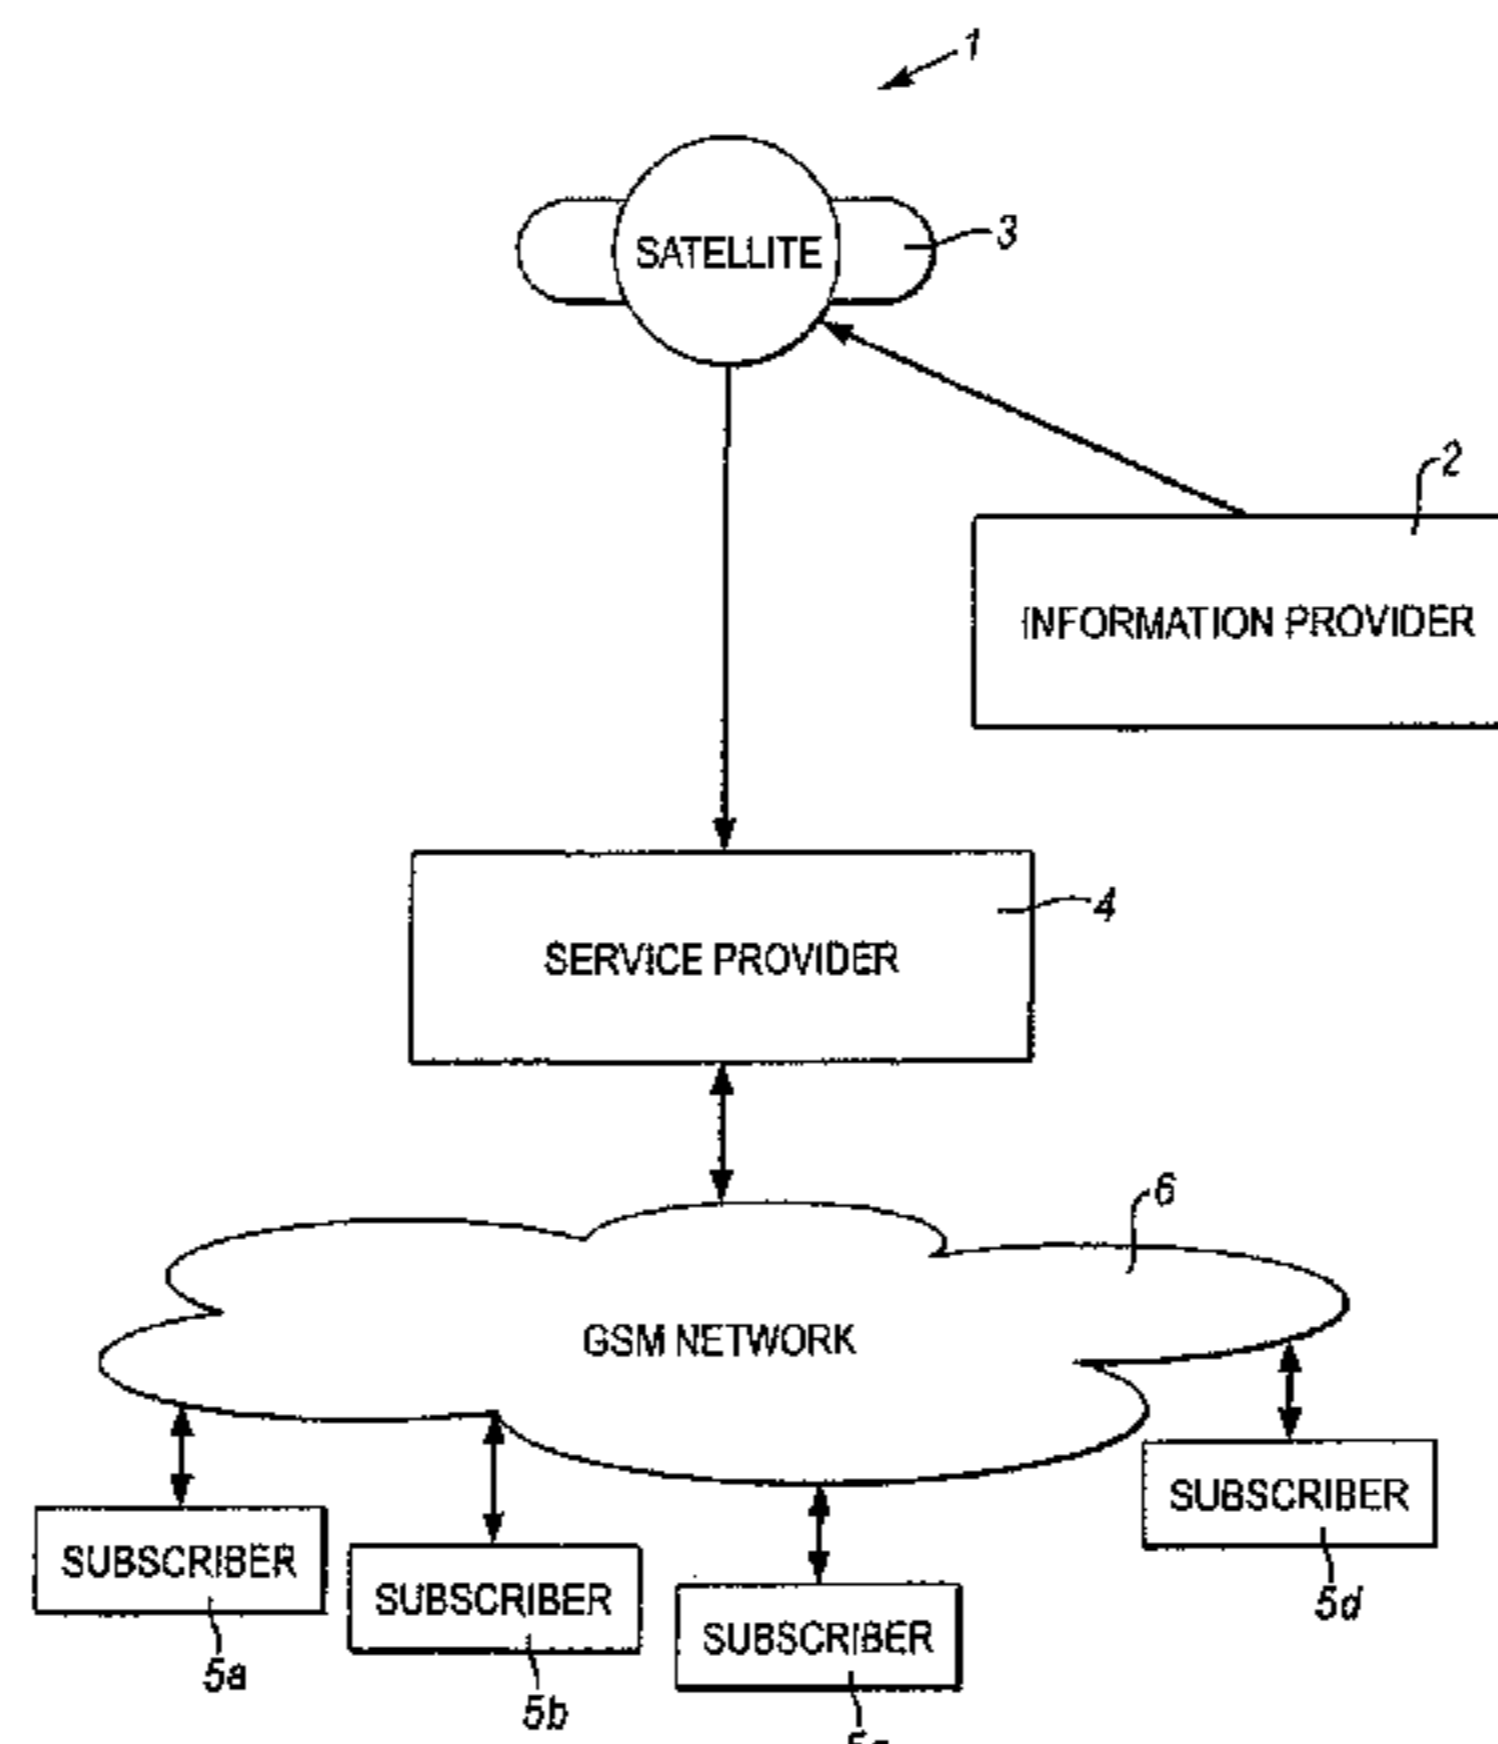 1
SATELLITE
3
2
INFORMATION PROVIDER
4
SERVICE PROVIDER
6
GSM NETWORK
SUBSCRIBER
5d
SUBSCRIBER
5a
SUBSCRIBER
5b
SUBSCRIBER